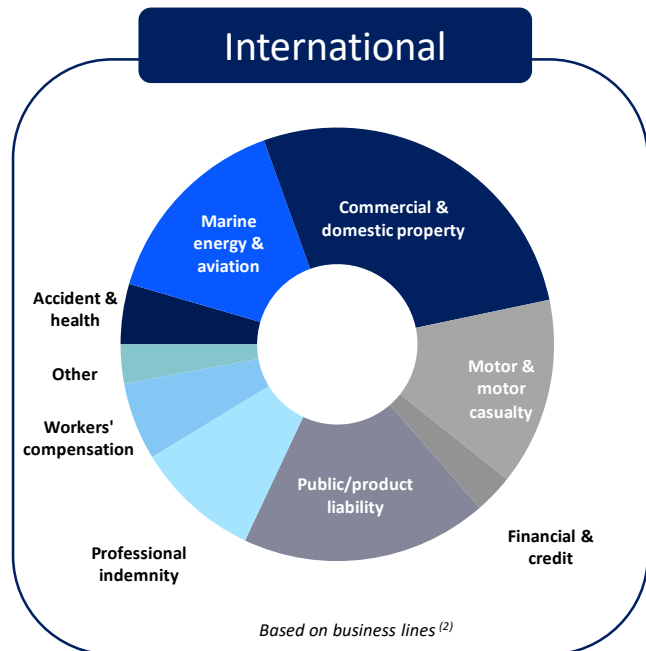 International
Commercial &
domestic property
Marine
energy &
aviation
Accident &
health
Other
Motor &
motor
casualty
Workers'
compensation
Public/product
liability
Financial &
credit
Professional
indemnity
Based on business lines (2)